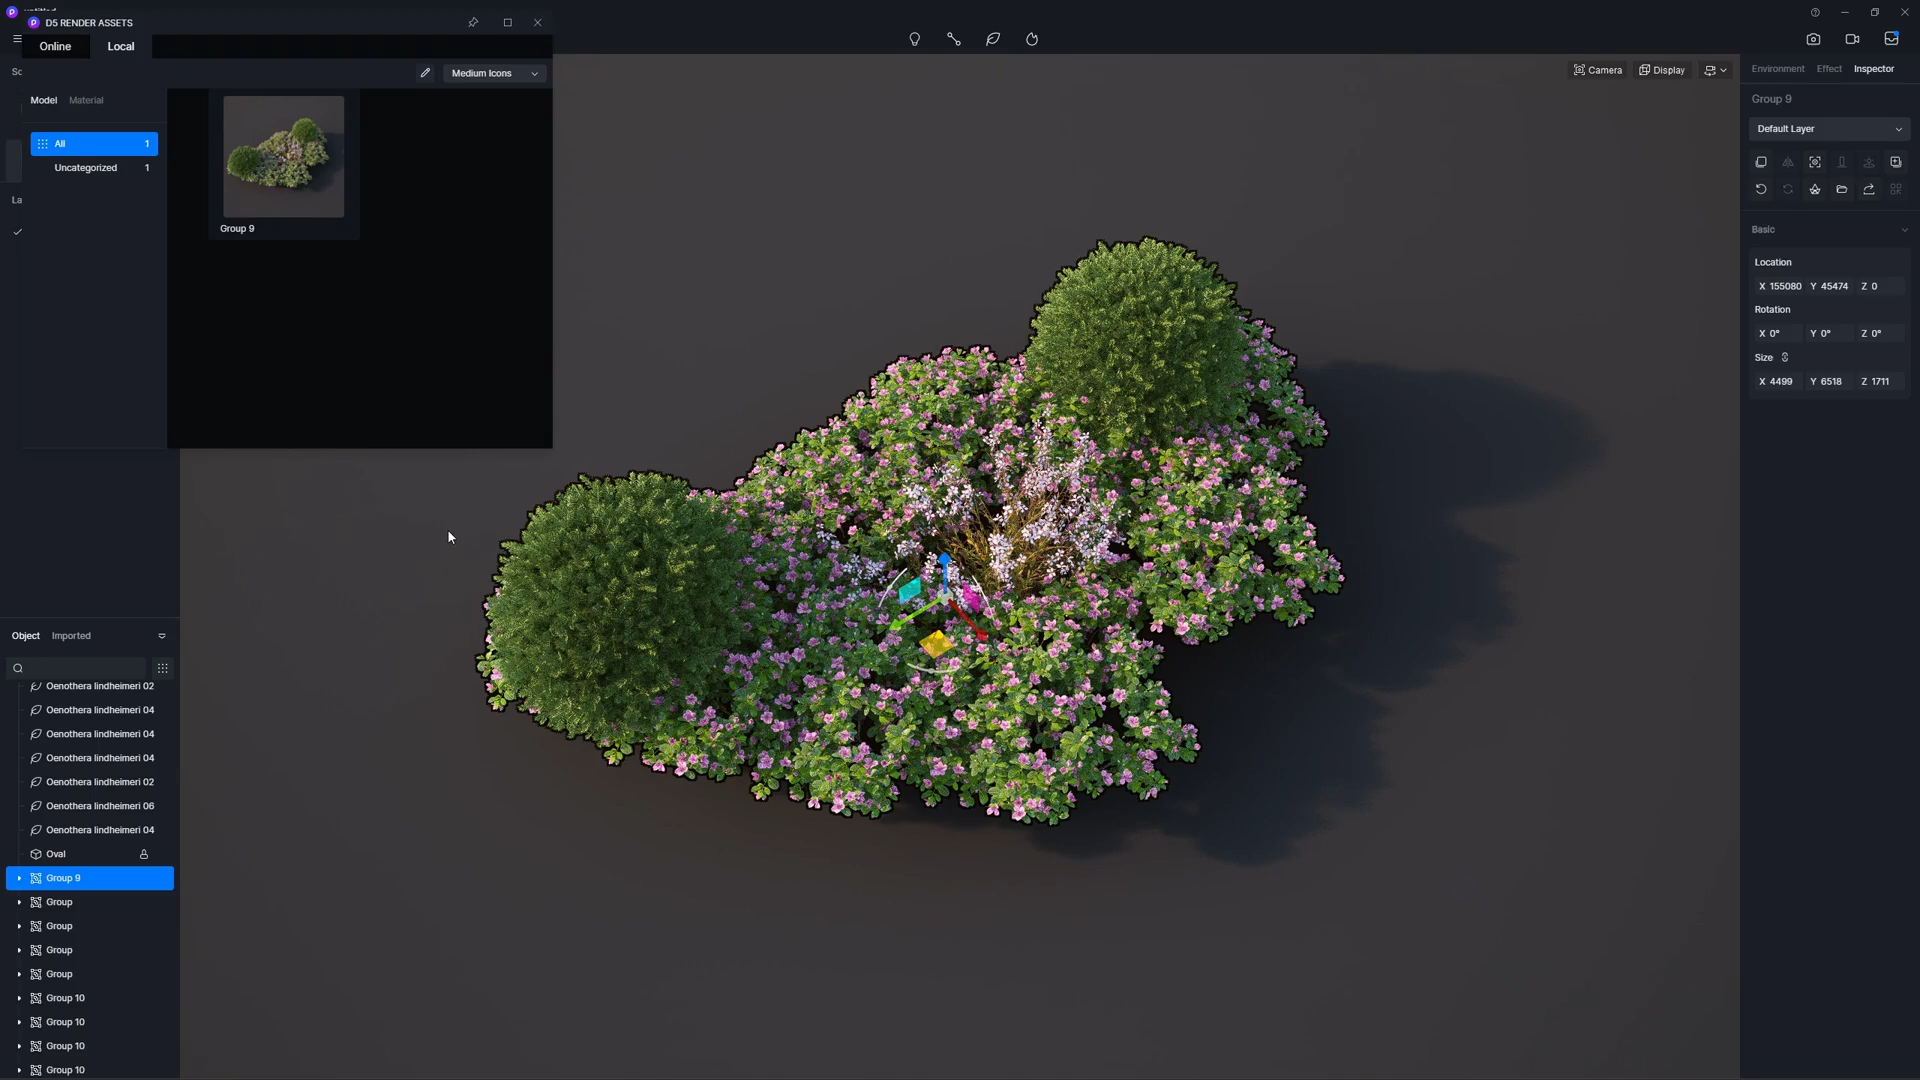 untitled
D5 RENDER ASSETS
Online
Local
Medium Icons
Model
Material
All 1
Uncategorized 1
Group 9
Sc
La
Camera
Display
Environment
Effect
Inspector
Group 9
Default Layer
Basic
Location
X 155080 Y 45474 Z 0
Rotation
X 0° Y 0° Z 0°
Size
X 4499 Y 6518 Z 1711
Object
Imported
Oenothera lindheimeri 02
Oenothera lindheimeri 04
Oenothera lindheimeri 04
Oenothera lindheimeri 04
Oenothera lindheimeri 02
Oenothera lindheimeri 06
Oenothera lindheimeri 04
Oval
Group 9
Group
Group
Group
Group
Group 10
Group 10
Group 10
Group 10